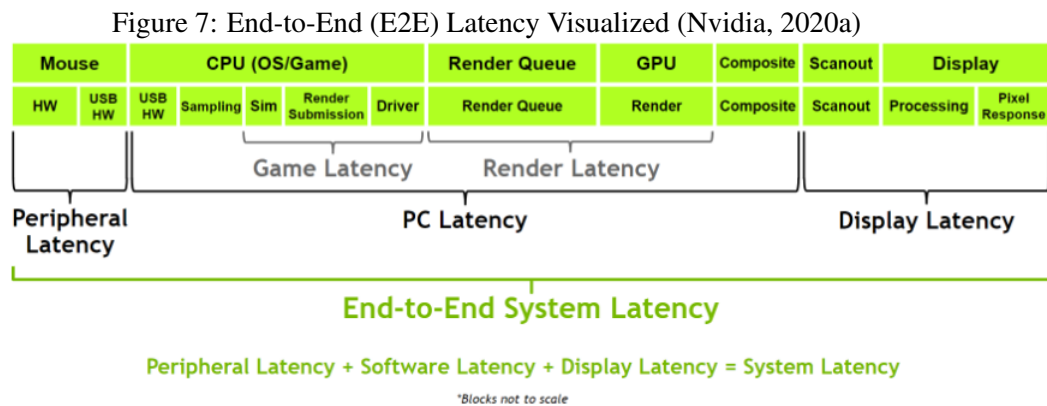 Figure 7: End-to-End (E2E) Latency Visualized (Nvidia, 2020a)
Mouse CPU (OS/Game) Render Queue GPU Composite Scanout Display
HW USB HW USB HW Sampling Sim Render Submission Driver Render Queue Render Composite Scanout Processing Pixel Response
Game Latency Render Latency
Peripheral Latency PC Latency Display Latency
End-to-End System Latency
Peripheral Latency + Software Latency + Display Latency = System Latency
*Blocks not to scale